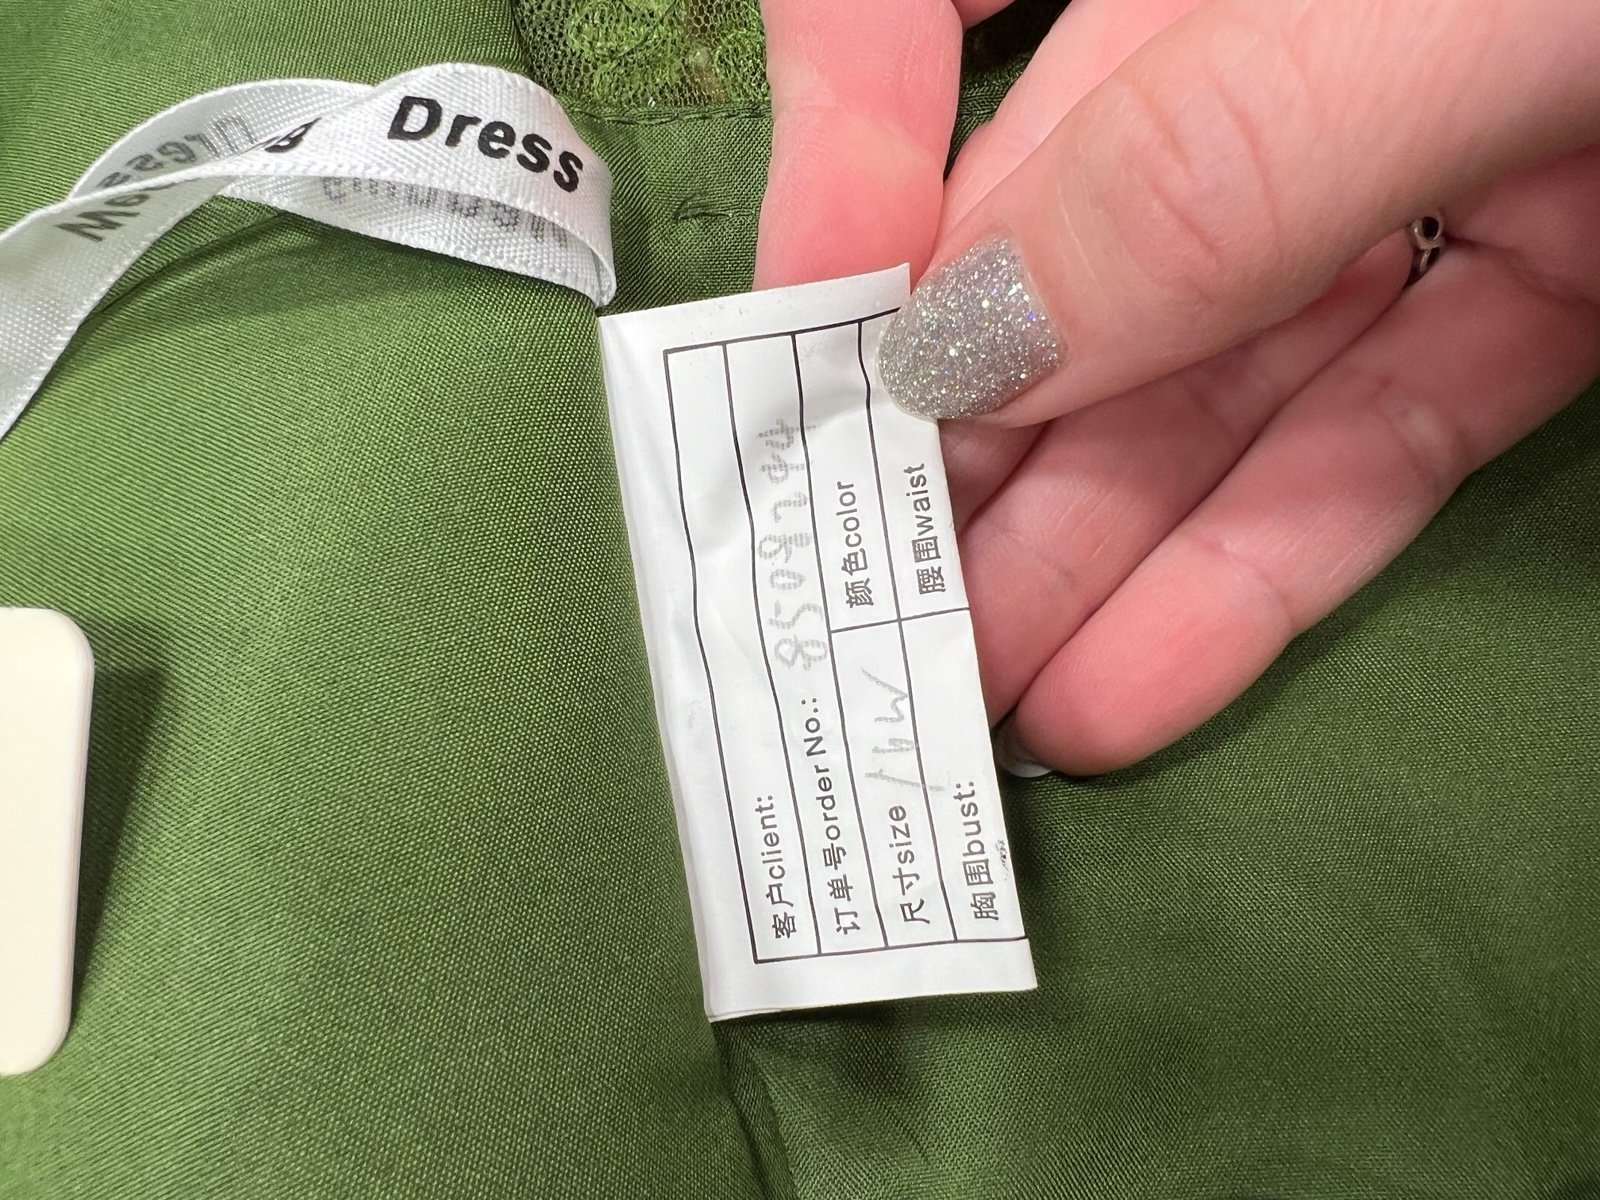 Dress
客户client:
订单号order No.: 8508244
尺寸size
颜色color
胸围bust:
腰围waist